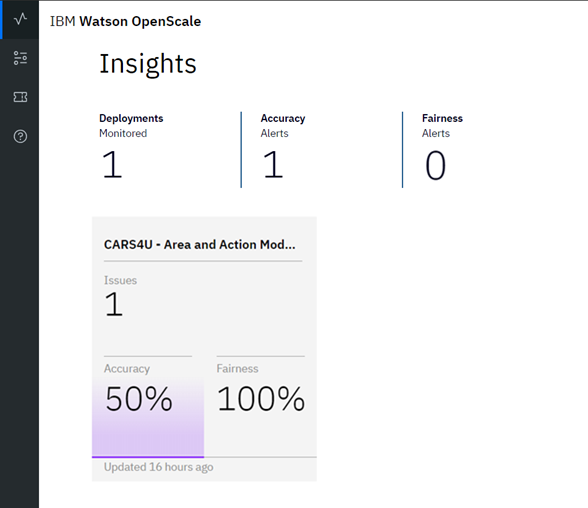 IBM Watson OpenScale
Insights
Deployments
Monitored
1
Accuracy
Alerts
1
Fairness
Alerts
0
CARS4U - Area and Action Mod...
Issues
1
Accuracy
50%
Fairness
100%
Updated 16 hours ago